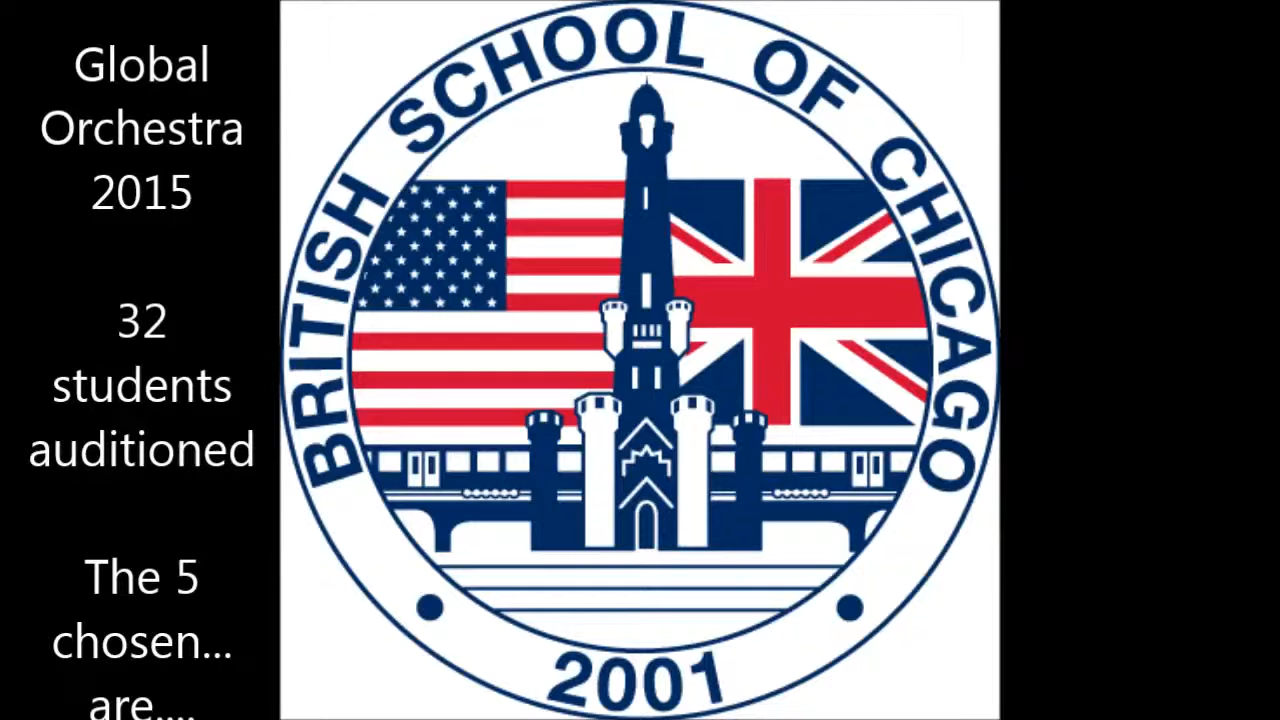 Global
Orchestra
2015
32
students
auditioned
The 5
chosen...
are....
BRITISH SCHOOL OF CHICAGO
2001